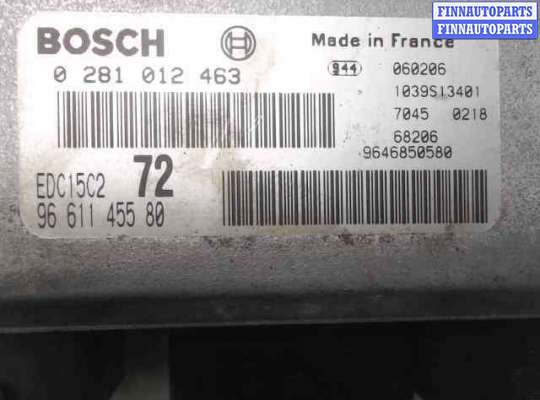 FINNAUTOPARTS
FINNAUTOPARTS
BOSCH
Made in France
0 281 012 463
944 060206
1039S13401
7045 0218
68206
9646850580
EDC15C2 72
96 611 455 80